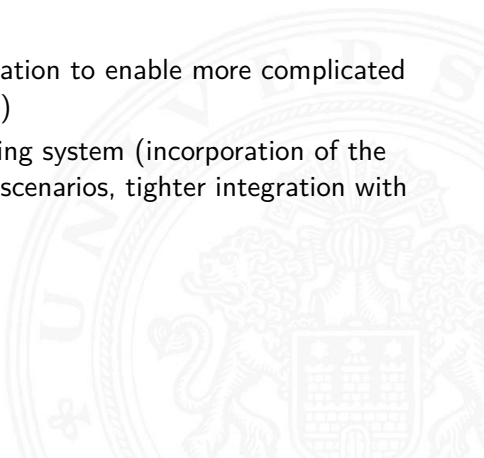 ation to enable more complicated
)
ing system (incorporation of the
scenarios, tighter integration with
U N I V E R S